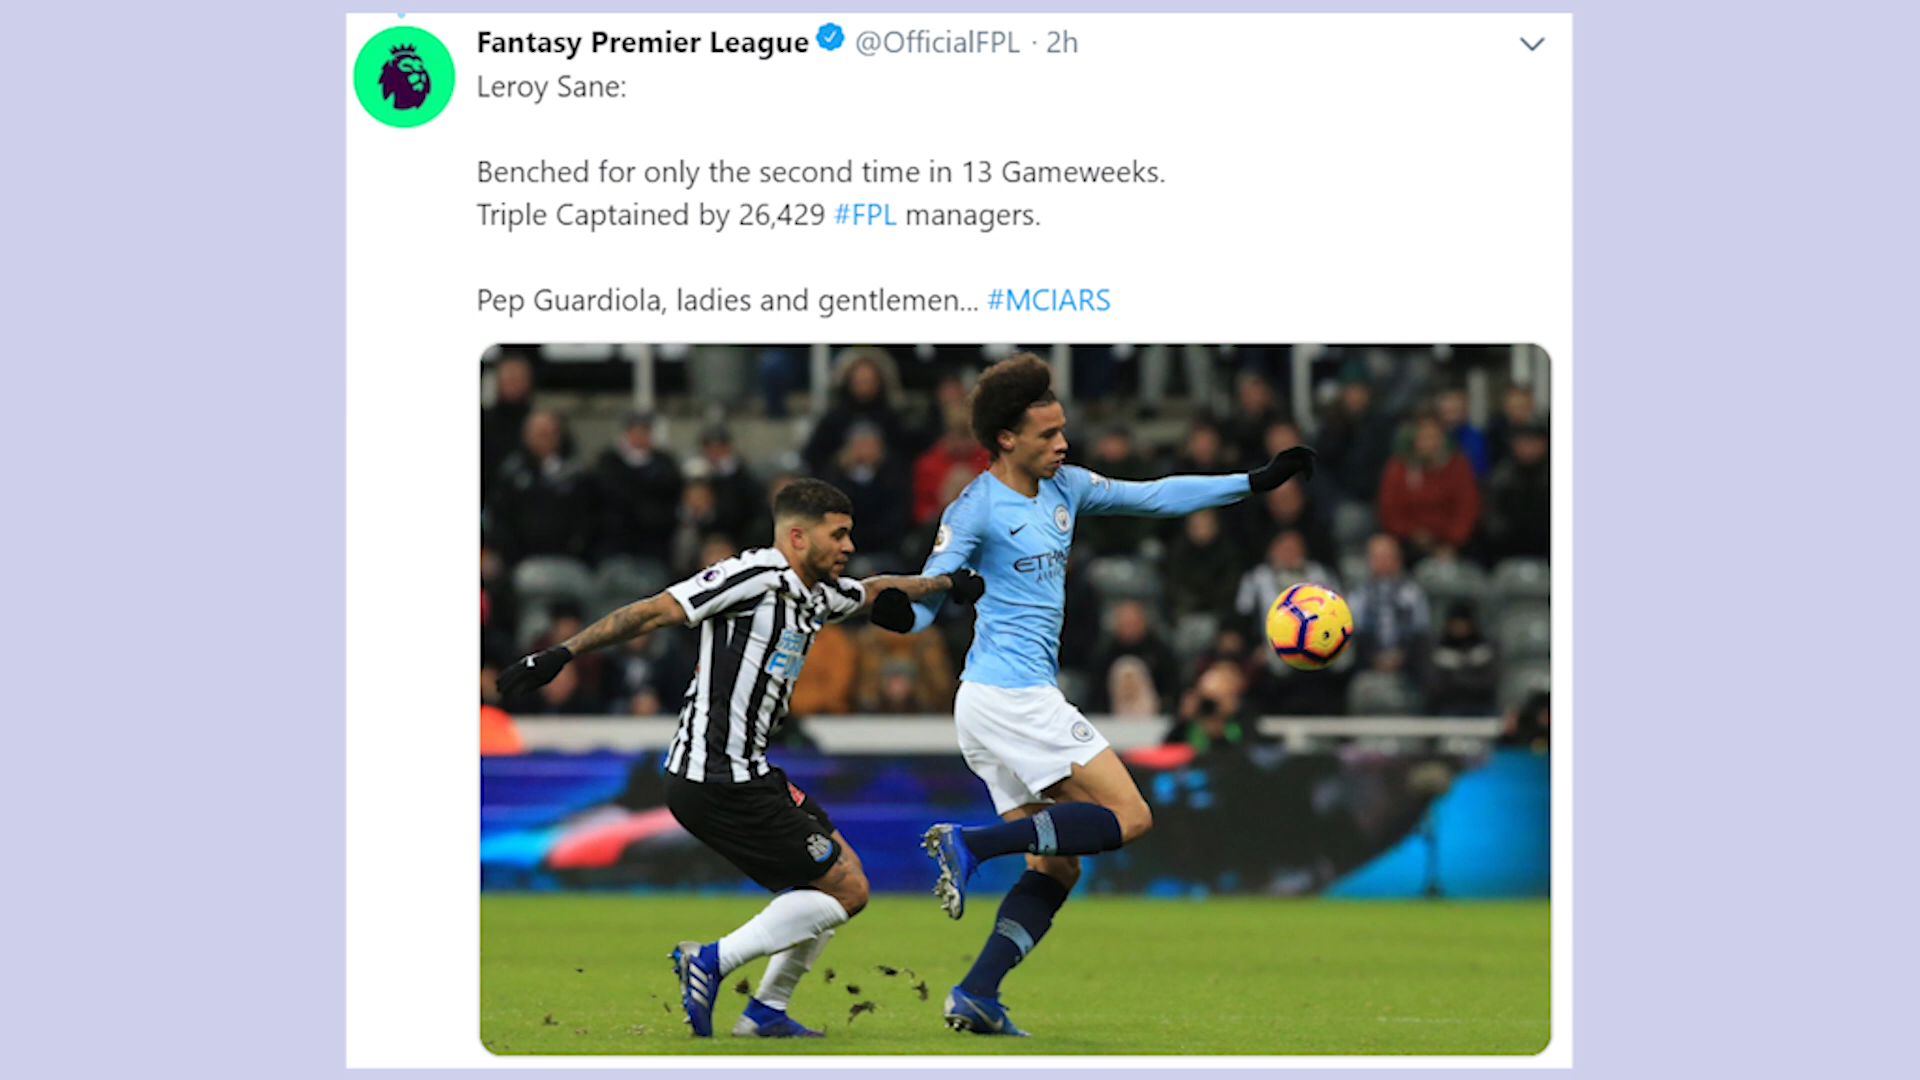 Fantasy Premier League @OfficialFPL · 2h
Leroy Sane:
Benched for only the second time in 13 Gameweeks.
Triple Captained by 26,429 #FPL managers.
Pep Guardiola, ladies and gentlemen... #MCIARS